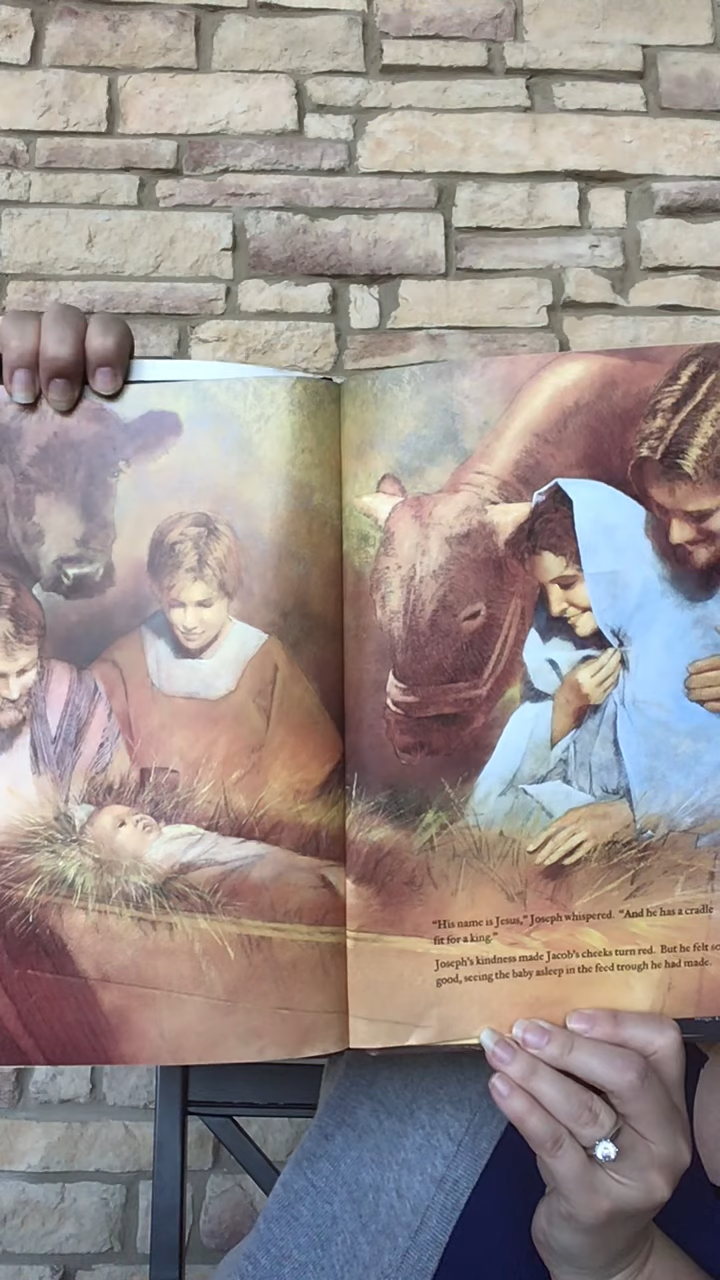 "His name is Jesus," Joseph whispered. "And he has a cradle
fit for a king."
Joseph's kindness made Jacob's cheeks turn red. But he felt so
good, seeing the baby asleep in the feed trough he had made.